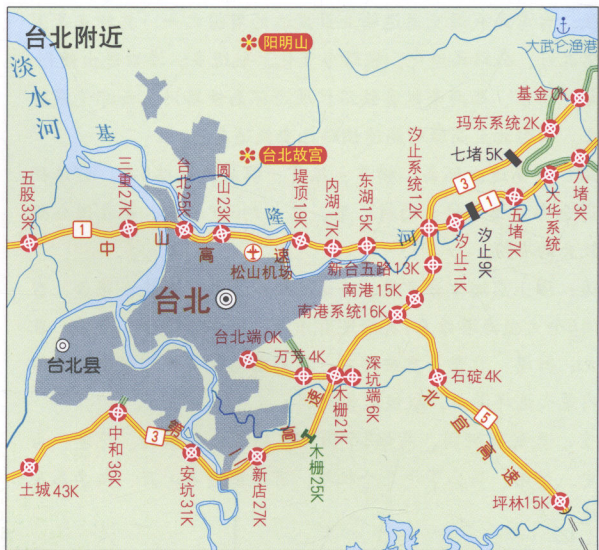 台北附近
阳明山
大武仑渔港
淡水河
基隆河
基金0K
玛东系统2K
七堵5K
台北故宫
汐止系统12K
3
1
八堵3K
大华系统
五堵7K
汐止9K
汐止11K
五股33K
三重27K
台北25K
圆山23K
堤顶19K
内湖17K
东湖15K
1
中山高速
松山机场
新台五路13K
南港15K
南港系统16K
台北
台北端0K
万芳4K
台北县
深坑端6K
木栅21K
石碇4K
5
北宜高速
木栅25K
第二高速
3
中和36K
安坑31K
新店27K
土城43K
坪林15K